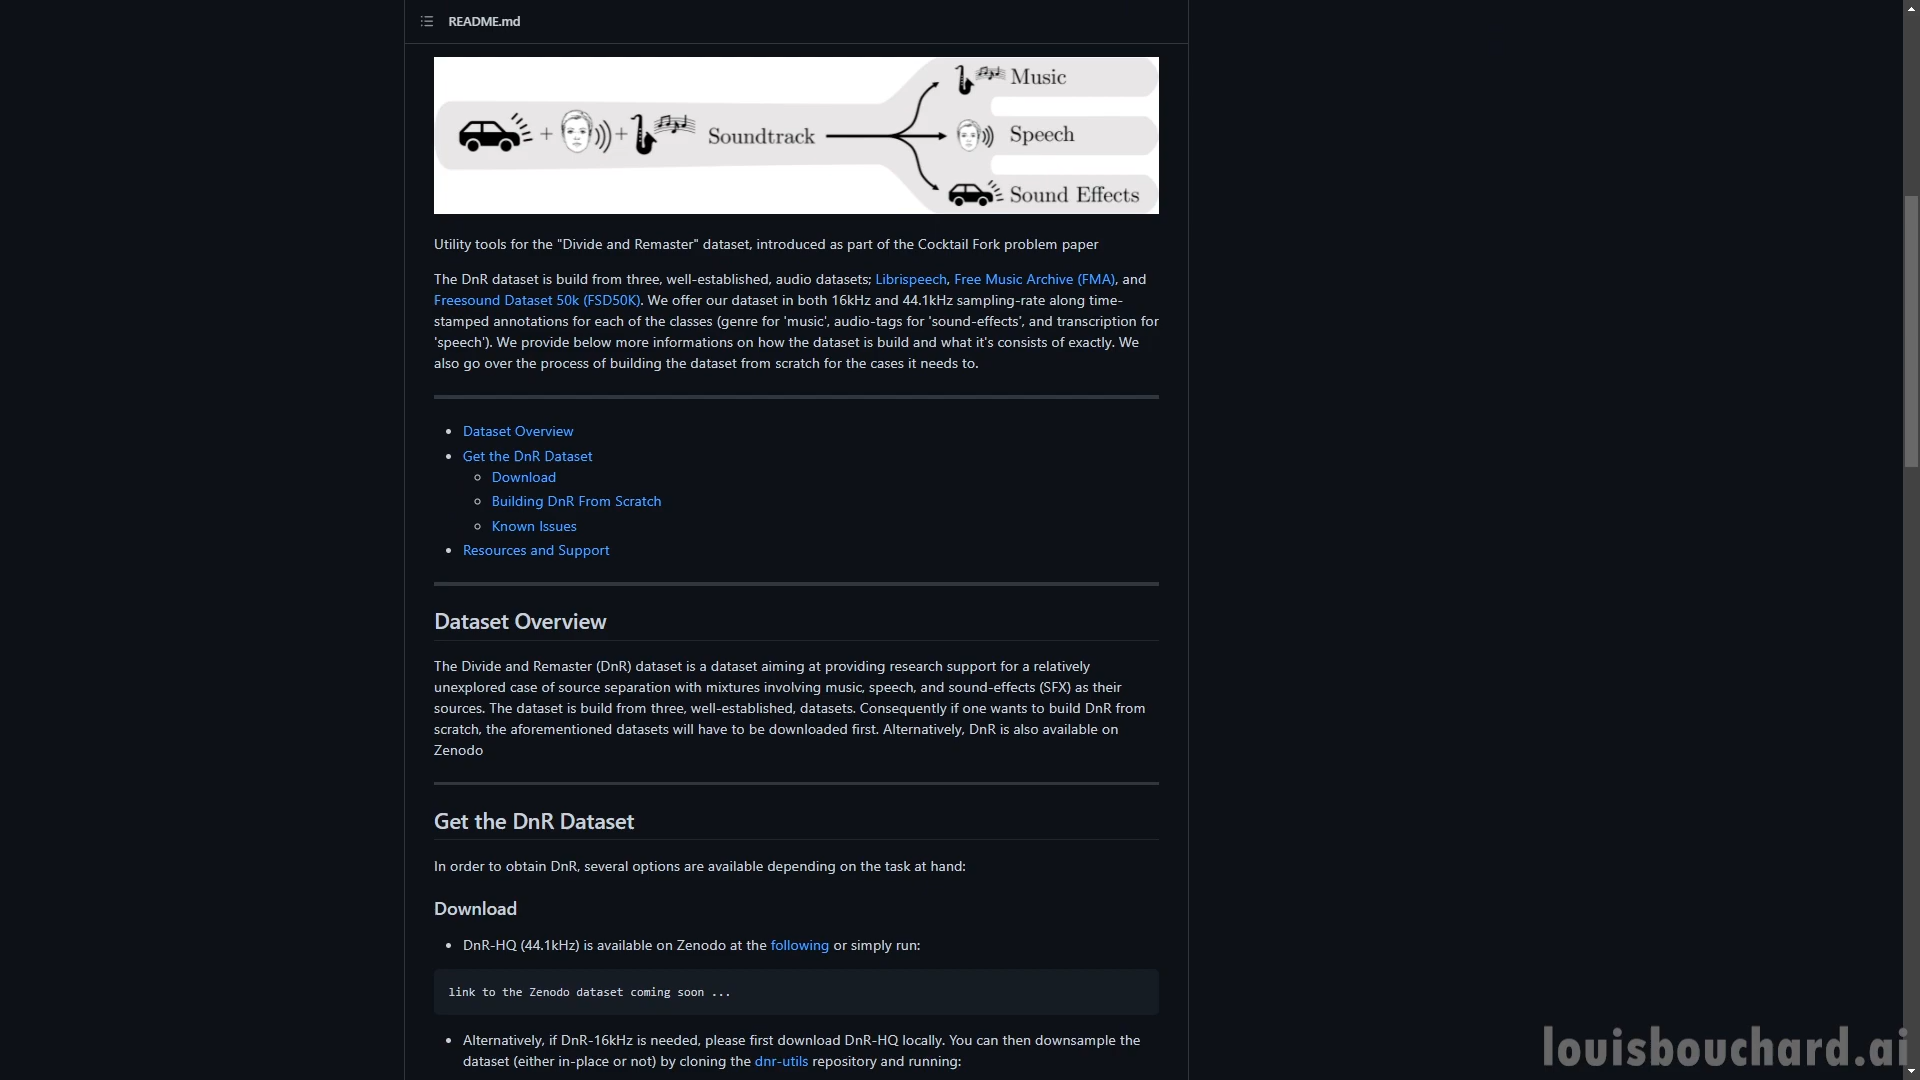 README.md
Music
+ + Soundtrack
Speech
Sound Effects
Utility tools for the "Divide and Remaster" dataset, introduced as part of the Cocktail Fork problem paper
The DnR dataset is build from three, well-established, audio datasets; Librispeech, Free Music Archive (FMA), and
Freesound Dataset 50k (FSD50K). We offer our dataset in both 16kHz and 44.1kHz sampling-rate along time-
stamped annotations for each of the classes (genre for 'music', audio-tags for 'sound-effects', and transcription for
'speech'). We provide below more informations on how the dataset is build and what it's consists of exactly. We
also go over the process of building the dataset from scratch for the cases it needs to.
Dataset Overview
Get the DnR Dataset
Download
Building DnR From Scratch
Known Issues
Resources and Support
Dataset Overview
The Divide and Remaster (DnR) dataset is a dataset aiming at providing research support for a relatively
unexplored case of source separation with mixtures involving music, speech, and sound-effects (SFX) as their
sources. The dataset is build from three, well-established, datasets. Consequently if one wants to build DnR from
scratch, the aforementioned datasets will have to be downloaded first. Alternatively, DnR is also available on
Zenodo
Get the DnR Dataset
In order to obtain DnR, several options are available depending on the task at hand:
Download
DnR-HQ (44.1kHz) is available on Zenodo at the following or simply run:
link to the Zenodo dataset coming soon ...
Alternatively, if DnR-16kHz is needed, please first download DnR-HQ locally. You can then downsample the
dataset (either in-place or not) by cloning the dnr-utils repository and running:
louisbouchard.ai